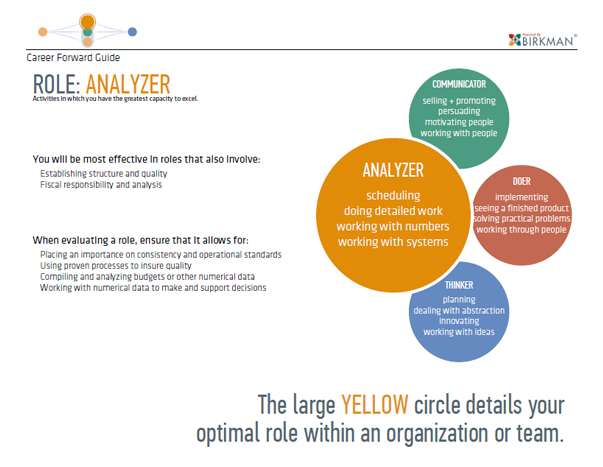 Powered By
BIRKMAN
Career Forward Guide
ROLE: ANALYZER
Activities in which you have the greatest capacity to excel.
You will be most effective in roles that also involve:
Establishing structure and quality
Fiscal responsibility and analysis
When evaluating a role, ensure that it allows for:
Placing an importance on consistency and operational standards
Using proven processes to insure quality
Compiling and analyzing budgets or other numerical data
Working with numerical data to make and support decisions
COMMUNICATOR
selling + promoting
persuading
motivating people
working with people
ANALYZER
scheduling
doing detailed work
working with numbers
working with systems
DOER
implementing
seeing a finished product
solving practical problems
working through people
THINKER
planning
dealing with abstraction
innovating
working with ideas
The large YELLOW circle details your
optimal role within an organization or team.